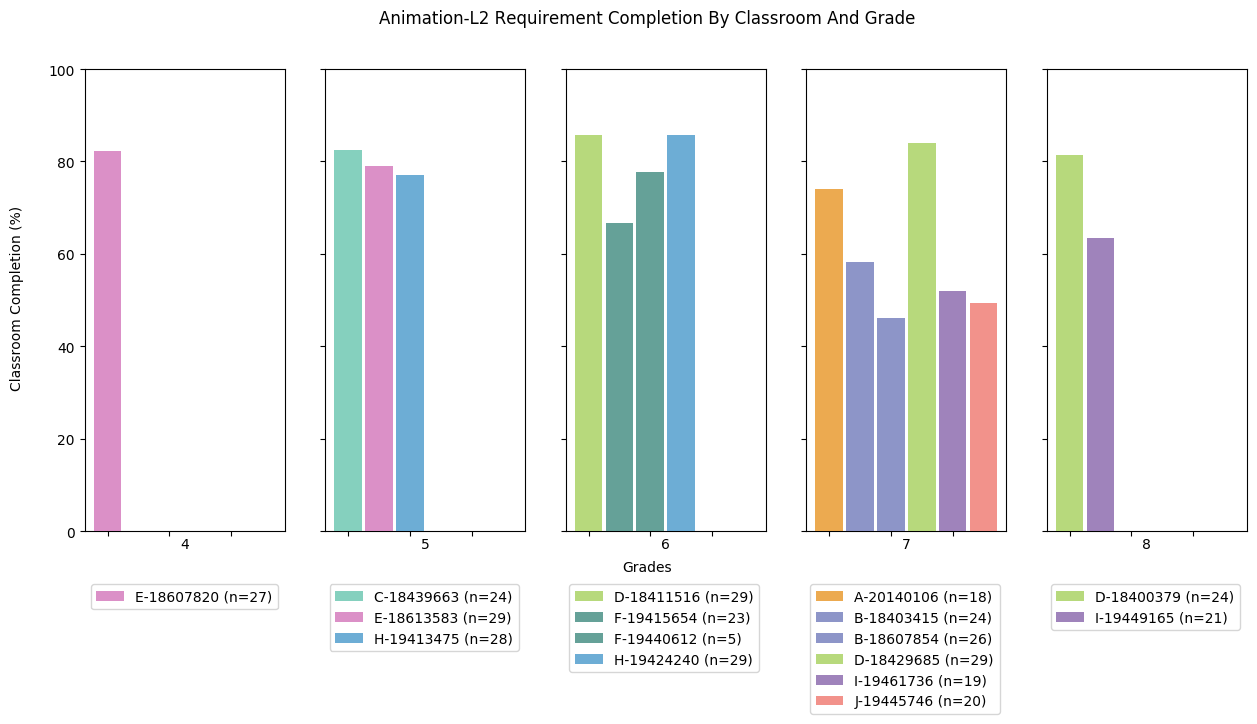 Animation-L2 Requirement Completion By Classroom And Grade
Classroom Completion (%)
100
80
60
40
20
0
4
5
6
7
8
Grades
E-18607820 (n=27)
C-18439663 (n=24)
E-18613583 (n=29)
H-19413475 (n=28)
D-18411516 (n=29)
F-19415654 (n=23)
F-19440612 (n=5)
H-19424240 (n=29)
A-20140106 (n=18)
B-18403415 (n=24)
B-18607854 (n=26)
D-18429685 (n=29)
I-19461736 (n=19)
J-19445746 (n=20)
D-18400379 (n=24)
I-19449165 (n=21)